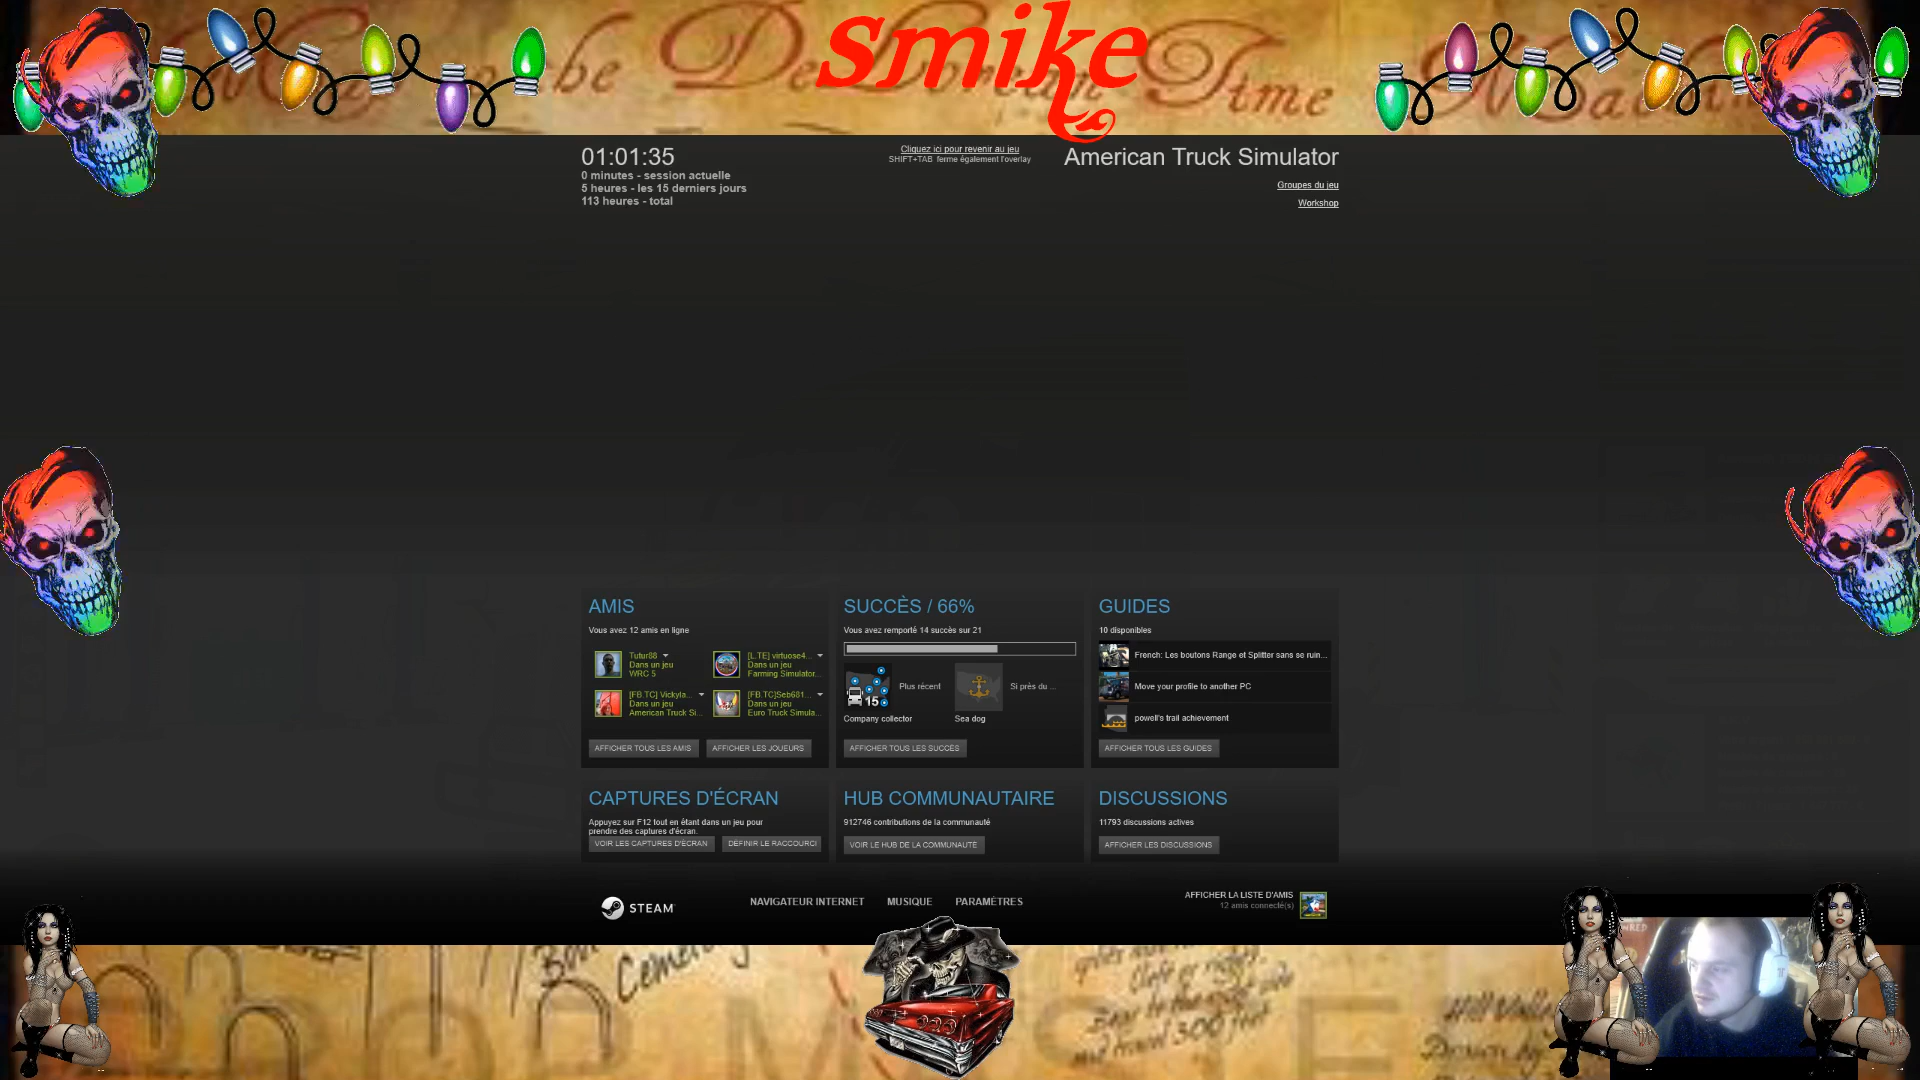 smike
be
Time
01:01:35
0 minutes - session actuelle
5 heures - les 15 derniers jours
113 heures - total
Cliquez ici pour revenir au jeu
SHIFT+TAB ferme également l'overlay
American Truck Simulator
Groupes du jeu
Workshop
AMIS
Vous avez 12 amis en ligne
Tutur88
Dans un jeu
WRC 5
[L.TE] virtuose4...
Dans un jeu
Farming Simulator...
[FB.TC] Vickyla...
Dans un jeu
American Truck Si...
[FB.TC]Seb681...
Dans un jeu
Euro Truck Simula...
AFFICHER TOUS LES AMIS
AFFICHER LES JOUEURS
SUCCÈS / 66%
Vous avez remporté 14 succès sur 21
15
Plus récent
Si près du ...
Company collector
Sea dog
AFFICHER TOUS LES SUCCÈS
GUIDES
10 disponibles
French: Les boutons Range et Splitter sans se ruin...
Move your profile to another PC
powell's trail achievement
AFFICHER TOUS LES GUIDES
CAPTURES D'ÉCRAN
Appuyez sur F12 tout en étant dans un jeu pour
prendre des captures d'écran.
VOIR LES CAPTURES D'ÉCRAN
DÉFINIR LE RACCOURCI
HUB COMMUNAUTAIRE
912746 contributions de la communauté
VOIR LE HUB DE LA COMMUNAUTÉ
DISCUSSIONS
11793 discussions actives
AFFICHER LES DISCUSSIONS
STEAM
NAVIGATEUR INTERNET
MUSIQUE
PARAMÈTRES
AFFICHER LA LISTE D'AMIS
12 amis connecté(s)
Cemetery